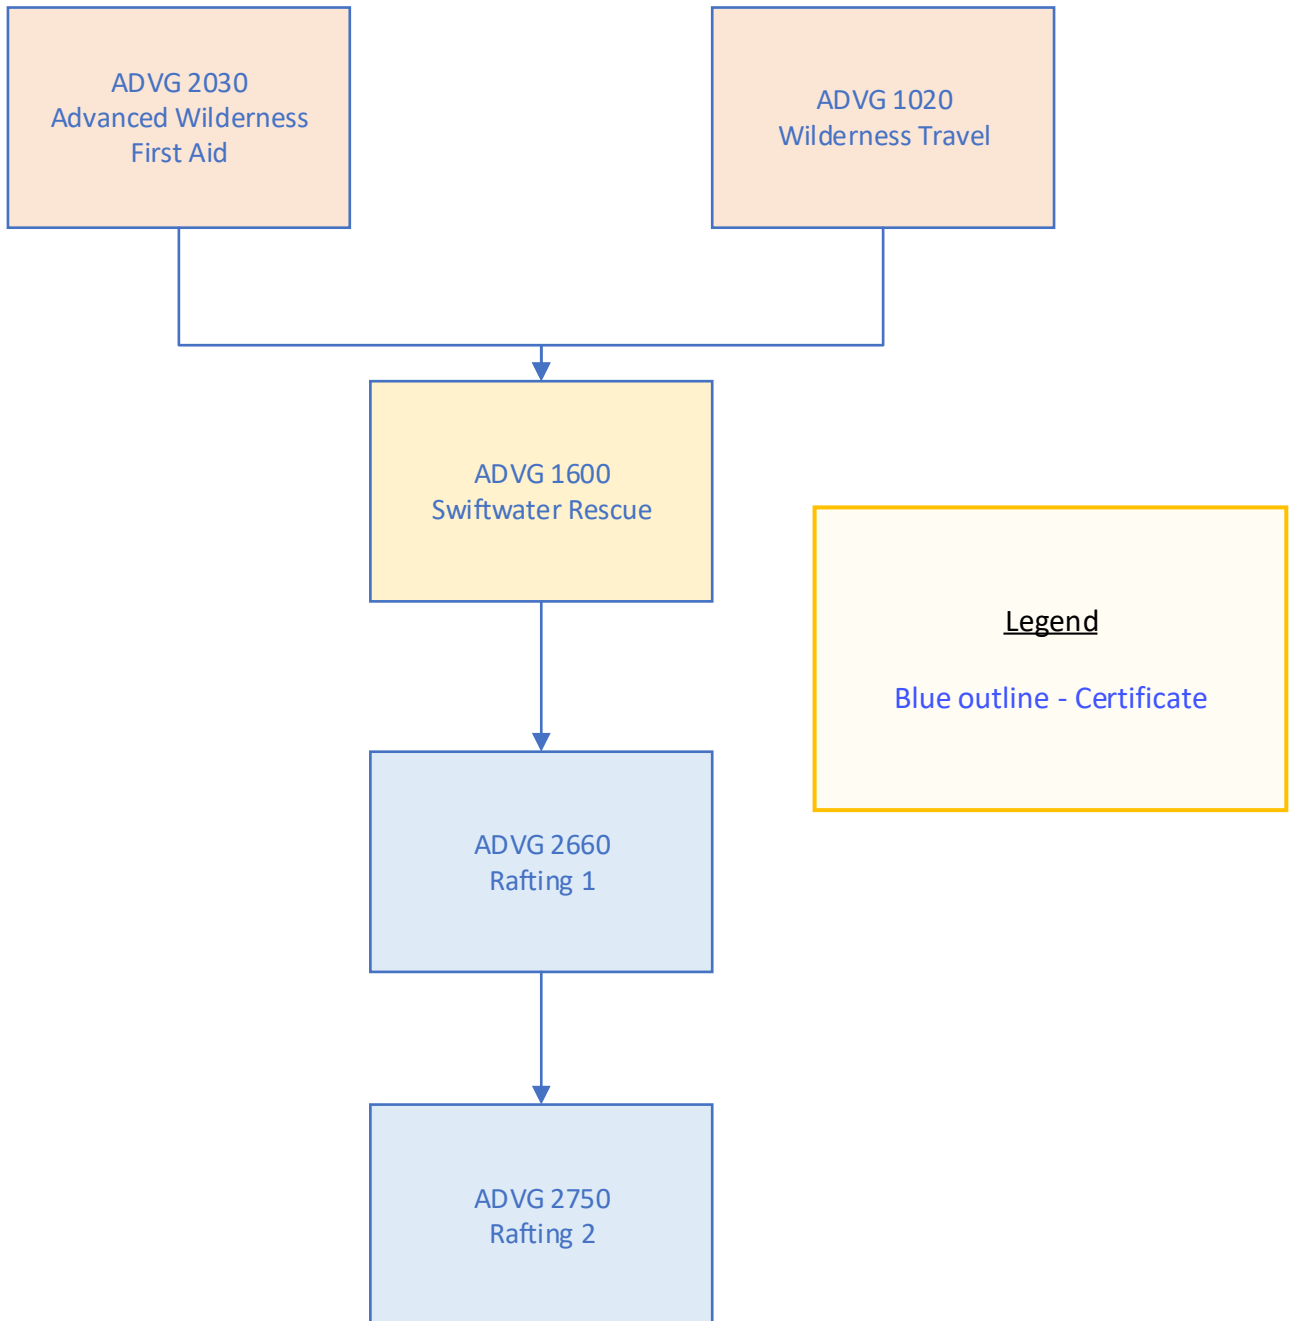 ADVG 2030
Advanced Wilderness
First Aid
ADVG 1020
Wilderness Travel
ADVG 1600
Swiftwater Rescue
Legend
Blue outline - Certificate
ADVG 2660
Rafting 1
ADVG 2750
Rafting 2